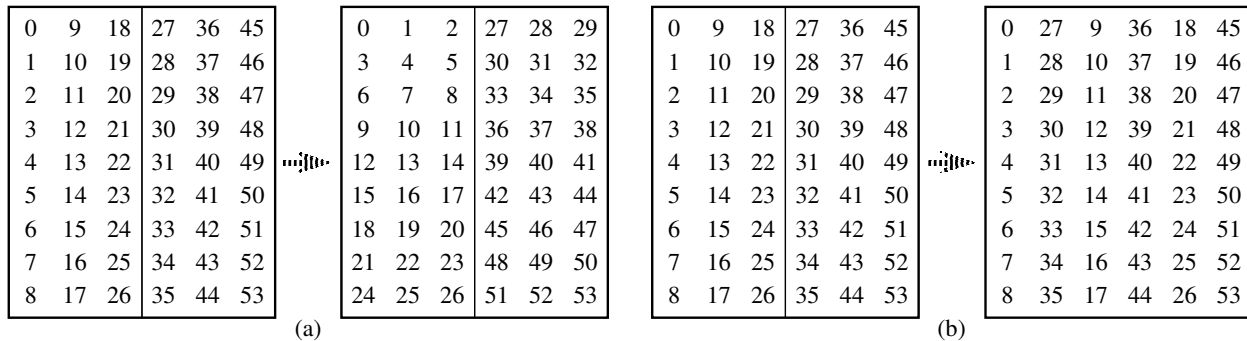 0 9 18 27 36 45 0 1 2 27 28 29 0 9 18 27 36 45 0 27 9 36 18 45
1 10 19 28 37 46 3 4 5 30 31 32 1 10 19 28 37 46 1 28 10 37 19 46
2 11 20 29 38 47 6 7 8 33 34 35 2 11 20 29 38 47 2 29 11 38 20 47
3 12 21 30 39 48 9 10 11 36 37 38 3 12 21 30 39 48 3 30 12 39 21 48
4 13 22 31 40 49 12 13 14 39 40 41 4 13 22 31 40 49 4 31 13 40 22 49
5 14 23 32 41 50 15 16 17 42 43 44 5 14 23 32 41 50 5 32 14 41 23 50
6 15 24 33 42 51 18 19 20 45 46 47 6 15 24 33 42 51 6 33 15 42 24 51
7 16 25 34 43 52 21 22 23 48 49 50 7 16 25 34 43 52 7 34 16 43 25 52
8 17 26 35 44 53 24 25 26 51 52 53 8 17 26 35 44 53 8 35 17 44 26 53
(a) (b)